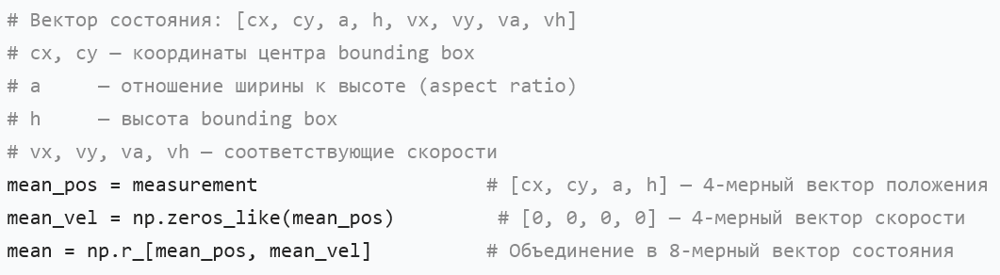 # Вектор состояния: [cx, cy, a, h, vx, vy, va, vh]
# cx, cy — координаты центра bounding box
# a     — отношение ширины к высоте (aspect ratio)
# h     — высота bounding box
# vx, vy, va, vh — соответствующие скорости
mean_pos = measurement                    # [cx, cy, a, h] — 4-мерный вектор положения
mean_vel = np.zeros_like(mean_pos)         # [0, 0, 0, 0] — 4-мерный вектор скорости
mean = np.r_[mean_pos, mean_vel]          # Объединение в 8-мерный вектор состояния